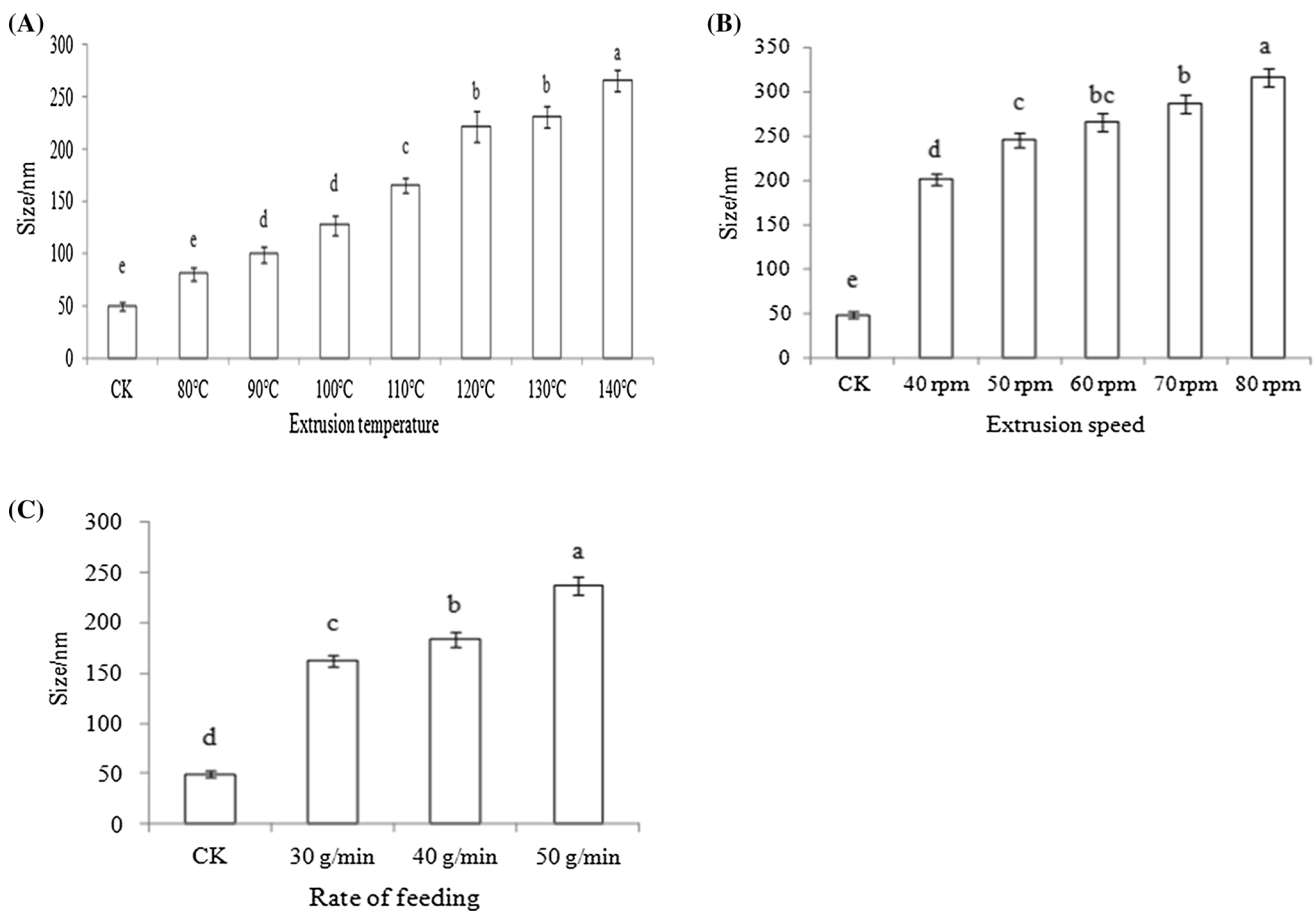 (A)
300
250
200
150
100
50
0
Size/nm
e
e
d
d
c
b
b
a
CK 80°C 90°C 100°C 110°C 120°C 130°C 140°C
Extrusion temperature
(B)
350
300
250
200
150
100
50
0
Size/nm
e
d
c
bc
b
a
CK 40 rpm 50 rpm 60 rpm 70 rpm 80 rpm
Extrusion speed
(C)
300
250
200
150
100
50
0
Size/nm
d
c
b
a
CK 30 g/min 40 g/min 50 g/min
Rate of feeding